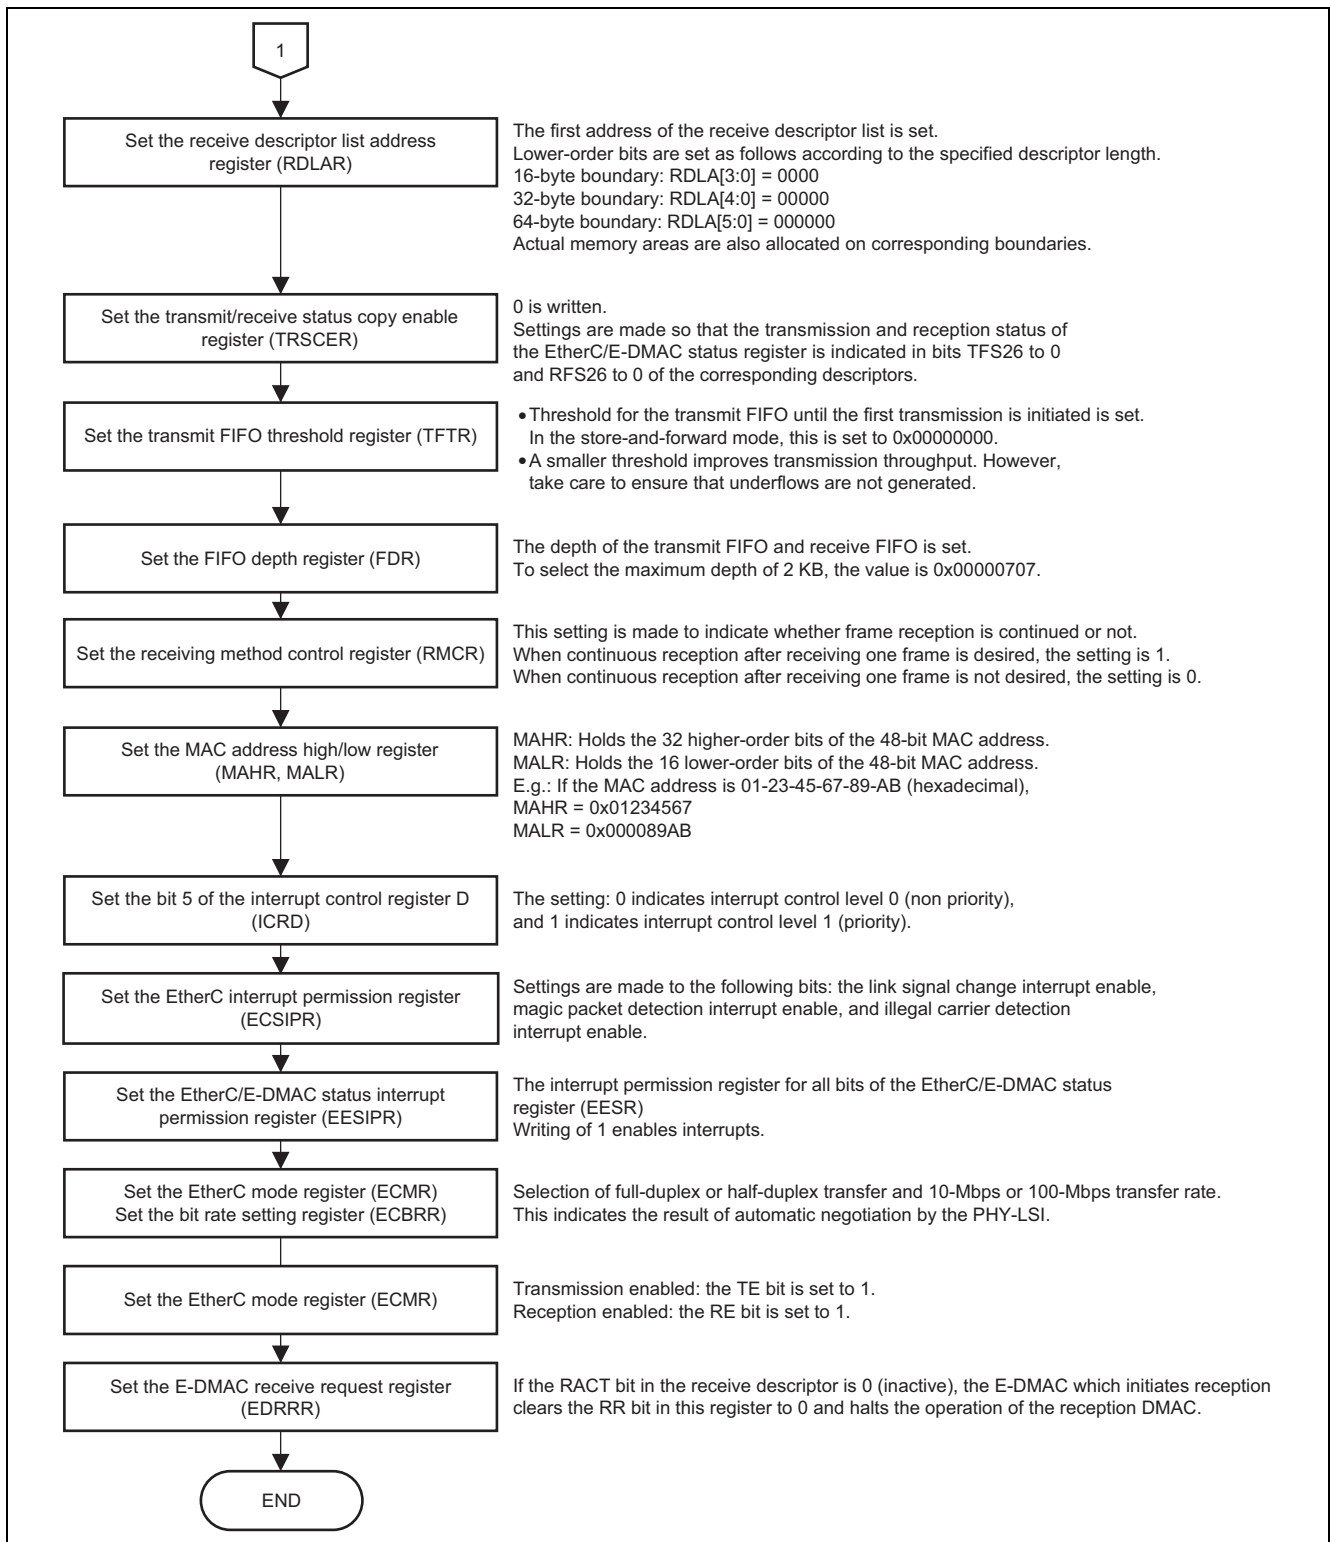 1
Set the receive descriptor list address
register (RDLAR)
The first address of the receive descriptor list is set.
Lower-order bits are set as follows according to the specified descriptor length.
16-byte boundary: RDLA[3:0] = 0000
32-byte boundary: RDLA[4:0] = 00000
64-byte boundary: RDLA[5:0] = 000000
Actual memory areas are also allocated on corresponding boundaries.
Set the transmit/receive status copy enable
register (TRSCER)
0 is written.
Settings are made so that the transmission and reception status of
the EtherC/E-DMAC status register is indicated in bits TFS26 to 0
and RFS26 to 0 of the corresponding descriptors.
Set the transmit FIFO threshold register (TFTR)
•Threshold for the transmit FIFO until the first transmission is initiated is set.
In the store-and-forward mode, this is set to 0x00000000.
•A smaller threshold improves transmission throughput. However,
take care to ensure that underflows are not generated.
Set the FIFO depth register (FDR)
The depth of the transmit FIFO and receive FIFO is set.
To select the maximum depth of 2 KB, the value is 0x00000707.
Set the receiving method control register (RMCR)
This setting is made to indicate whether frame reception is continued or not.
When continuous reception after receiving one frame is desired, the setting is 1.
When continuous reception after receiving one frame is not desired, the setting is 0.
Set the MAC address high/low register
(MAHR, MALR)
MAHR: Holds the 32 higher-order bits of the 48-bit MAC address.
MALR: Holds the 16 lower-order bits of the 48-bit MAC address.
E.g.: If the MAC address is 01-23-45-67-89-AB (hexadecimal),
MAHR = 0x01234567
MALR = 0x000089AB
Set the bit 5 of the interrupt control register D
(ICRD)
The setting: 0 indicates interrupt control level 0 (non priority),
and 1 indicates interrupt control level 1 (priority).
Set the EtherC interrupt permission register
(ECSIPR)
Settings are made to the following bits: the link signal change interrupt enable,
magic packet detection interrupt enable, and illegal carrier detection
interrupt enable.
Set the EtherC/E-DMAC status interrupt
permission register (EESIPR)
The interrupt permission register for all bits of the EtherC/E-DMAC status
register (EESR)
Writing of 1 enables interrupts.
Set the EtherC mode register (ECMR)
Set the bit rate setting register (ECBRR)
Selection of full-duplex or half-duplex transfer and 10-Mbps or 100-Mbps transfer rate.
This indicates the result of automatic negotiation by the PHY-LSI.
Set the EtherC mode register (ECMR)
Transmission enabled: the TE bit is set to 1.
Reception enabled: the RE bit is set to 1.
Set the E-DMAC receive request register
(EDRRR)
If the RACT bit in the receive descriptor is 0 (inactive), the E-DMAC which initiates reception
clears the RR bit in this register to 0 and halts the operation of the reception DMAC.
END